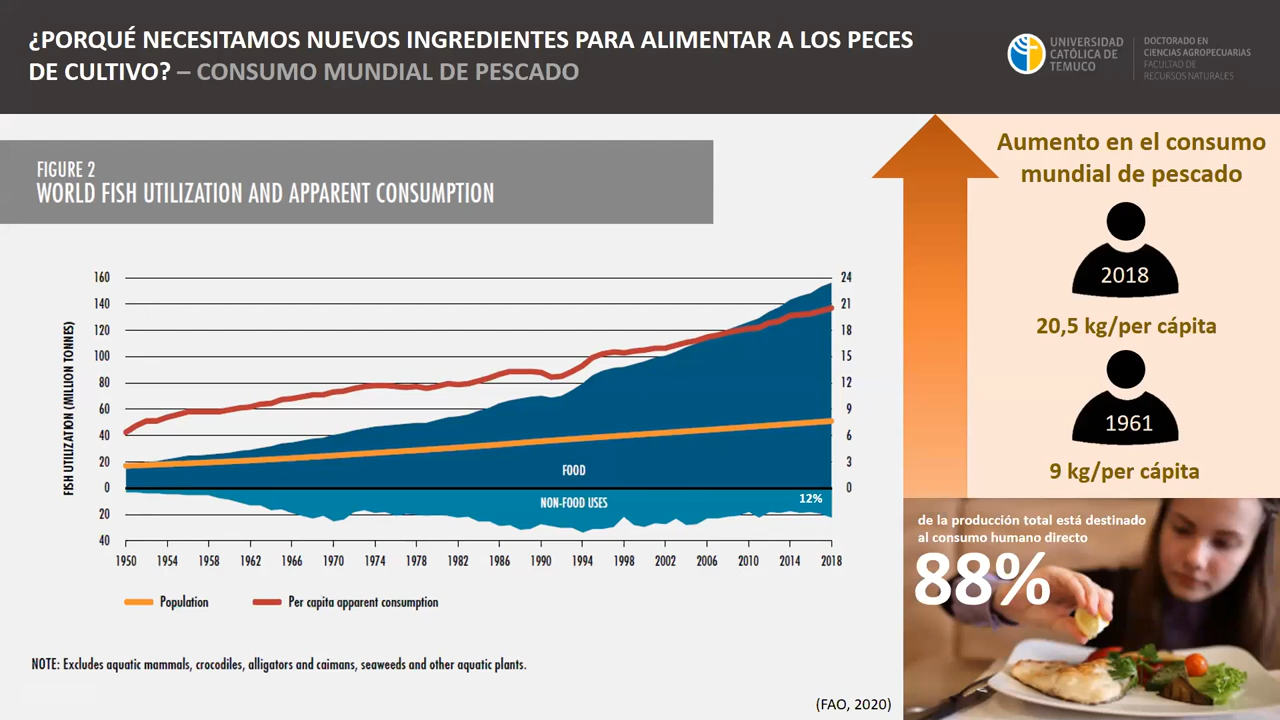 ¿PORQUÉ NECESITAMOS NUEVOS INGREDIENTES PARA ALIMENTAR A LOS PECES
DE CULTIVO? – CONSUMO MUNDIAL DE PESCADO
UNIVERSIDAD
CATÓLICA DE
TEMUCO
DOCTORADO EN
CIENCIAS AGROPECUARIAS
FACULTAD DE
RECURSOS NATURALES
FIGURE 2
WORLD FISH UTILIZATION AND APPARENT CONSUMPTION
FISH UTILIZATION (MILLION TONNES)
160
140
120
100
80
60
40
20
0
20
40
24
21
18
15
12
9
6
3
0
FOOD
NON-FOOD USES
12%
1950 1954 1958 1962 1966 1970 1974 1978 1982 1986 1990 1994 1998 2002 2006 2010 2014 2018
Population
Per capita apparent consumption
NOTE: Excludes aquatic mammals, crocodiles, alligators and caimans, seaweeds and other aquatic plants.
(FAO, 2020)
Aumento en el consumo
mundial de pescado
2018
20,5 kg/per cápita
1961
9 kg/per cápita
de la producción total está destinado
al consumo humano directo
88%